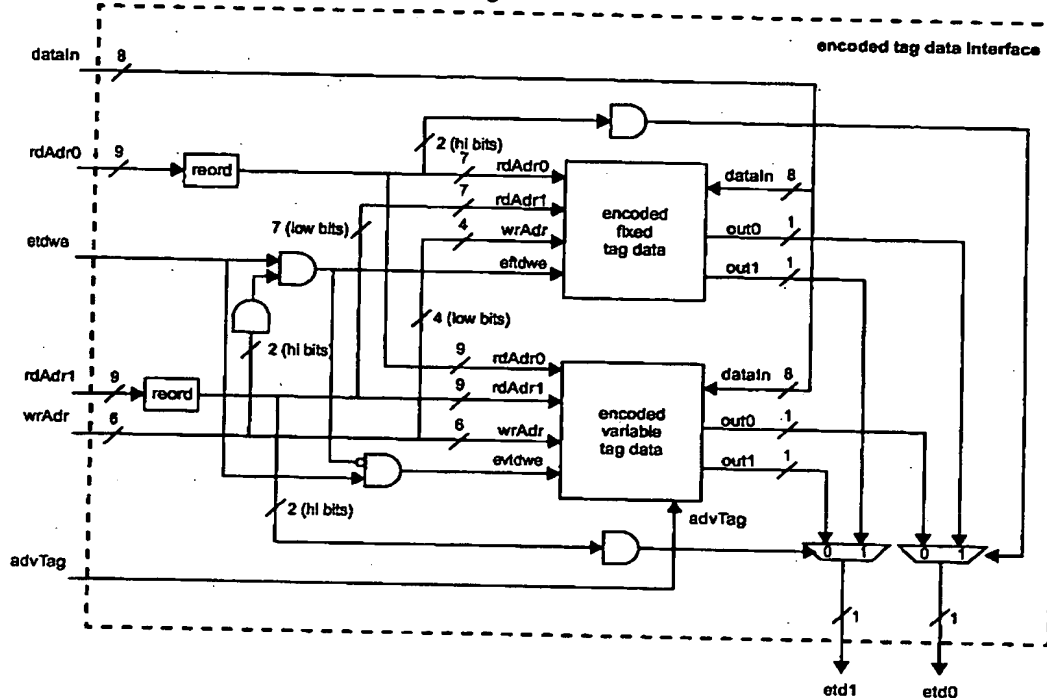 encoded tag data interface
dataIn
8
2 (hi bits)
rdAdr0
9
reord
7
rdAdr0
dataIn
8
7
rdAdr1
7 (low bits)
encoded
fixed
tag data
4
wrAdr
out0
1
etdwe
eftdwe
out1
1
4 (low bits)
2 (hi bits)
9
rdAdr0
rdAdr1
9
reord
9
rdAdr1
dataIn
8
encoded
variable
tag data
wrAdr
6
6
wrAdr
out0
1
evtdwe
out1
1
2 (hi bits)
advTag
0
1
0
1
advTag
1
1
etd1
etd0